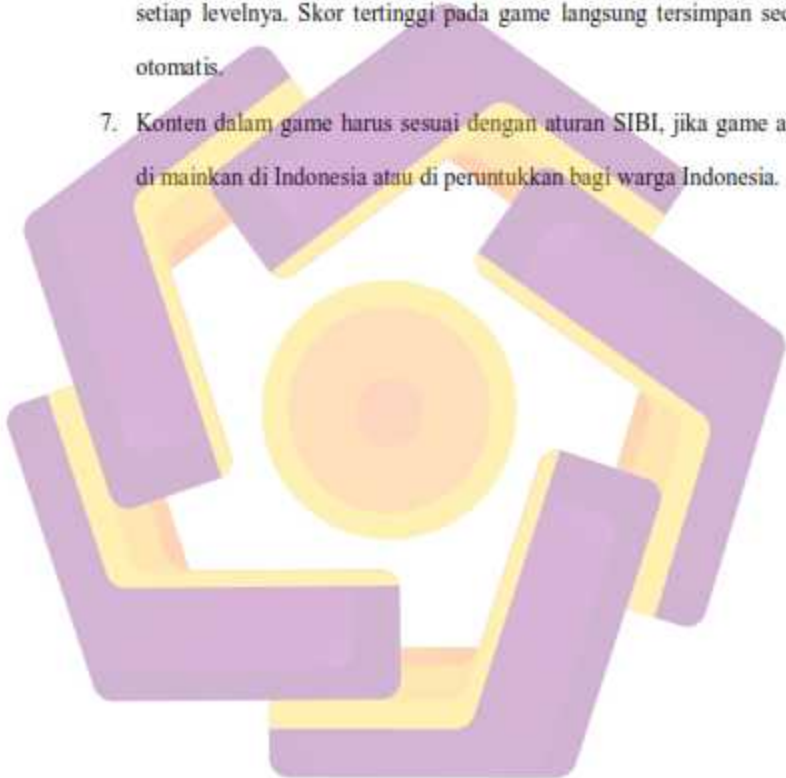 setiap levelnya. Skor tertinggi pada game langsung tersimpan
otomatis.
7. Konten dalam game harus sesuai dengan aturan SIBI, jika game
di mainkan di Indonesia atau di peruntukkan bagi warga Indonesia.